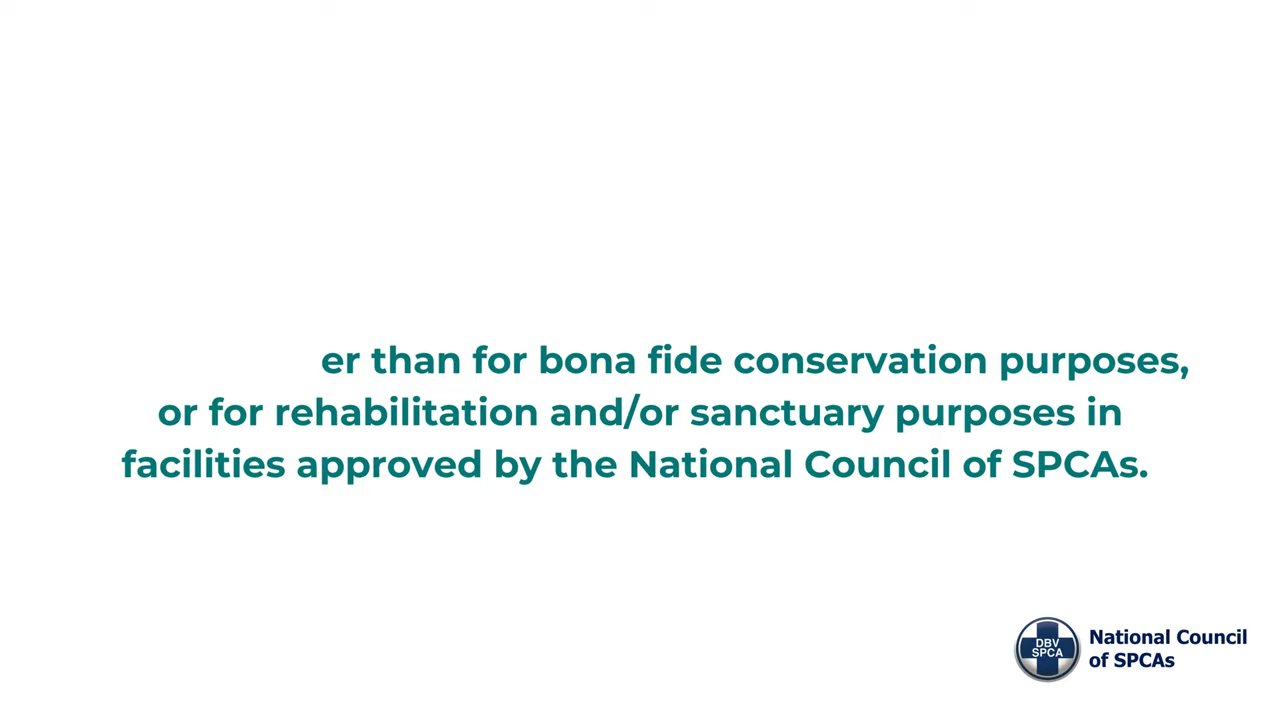 er than for bona fide conservation purposes,
or for rehabilitation and/or sanctuary purposes in
facilities approved by the National Council of SPCAs.
DBV
SPCA
National Council
of SPCAs